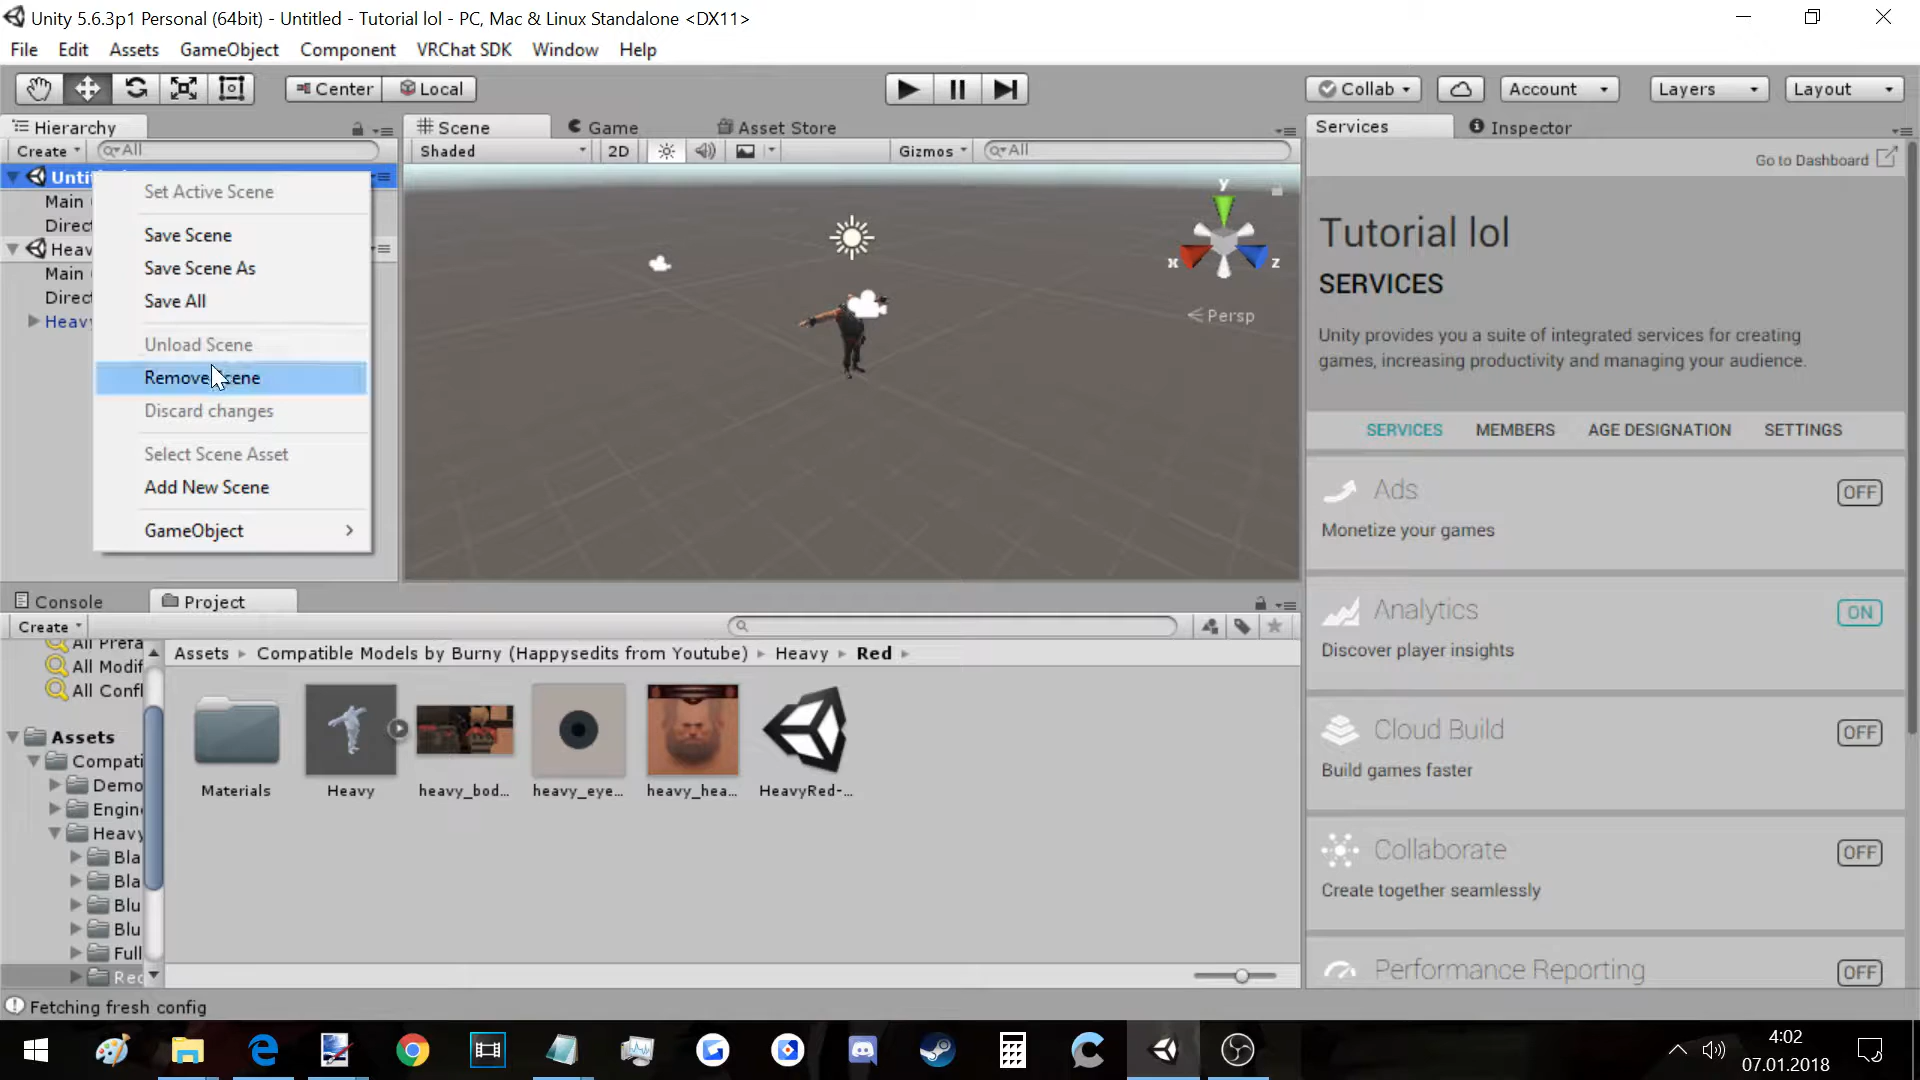 Unity 5.6.3p1 Personal (64bit) - Untitled - Tutorial lol - PC, Mac & Linux Standalone <DX11>
File Edit Assets GameObject Component VRChat SDK Window Help
Center Local
Collab Account Layers Layout
Hierarchy
Create All
Unti
Main
Direct
Heav
Main
Direct
Heavy
Set Active Scene
Save Scene
Save Scene As
Save All
Unload Scene
Remove Scene
Discard changes
Select Scene Asset
Add New Scene
GameObject
Scene Game Asset Store
Shaded 2D Gizmos All
y
x z
Persp
Services Inspector
Go to Dashboard
Tutorial lol
SERVICES
Unity provides you a suite of integrated services for creating
games, increasing productivity and managing your audience.
SERVICES MEMBERS AGE DESIGNATION SETTINGS
Ads OFF
Monetize your games
Analytics ON
Discover player insights
Cloud Build OFF
Build games faster
Collaborate OFF
Create together seamlessly
Performance Reporting OFF
Console Project
Create
All Prefa
All Modif
All Confl
Assets
Compati
Demo
Engin
Heavy
Bla
Bla
Blu
Blu
Full
Red
Assets Compatible Models by Burny (Happysedits from Youtube) Heavy Red
Materials Heavy heavy_bod... heavy_eye... heavy_hea... HeavyRed-...
Fetching fresh config
4:02
07.01.2018